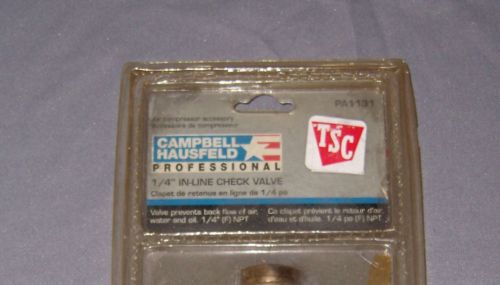 PA1131
air compressor accessory
accessoire de compresseur
CAMPBELL
HAUSFELD
PROFESSIONAL
TSC
1/4" IN-LINE CHECK VALVE
Clapet de retenue en ligne de 1/4 po
Valve prevents back flow of air,
water and oil. 1/4" (F) NPT
Ce clapet prévient le retour d'air,
d'eau et d'huile. 1/4 po (F) NPT